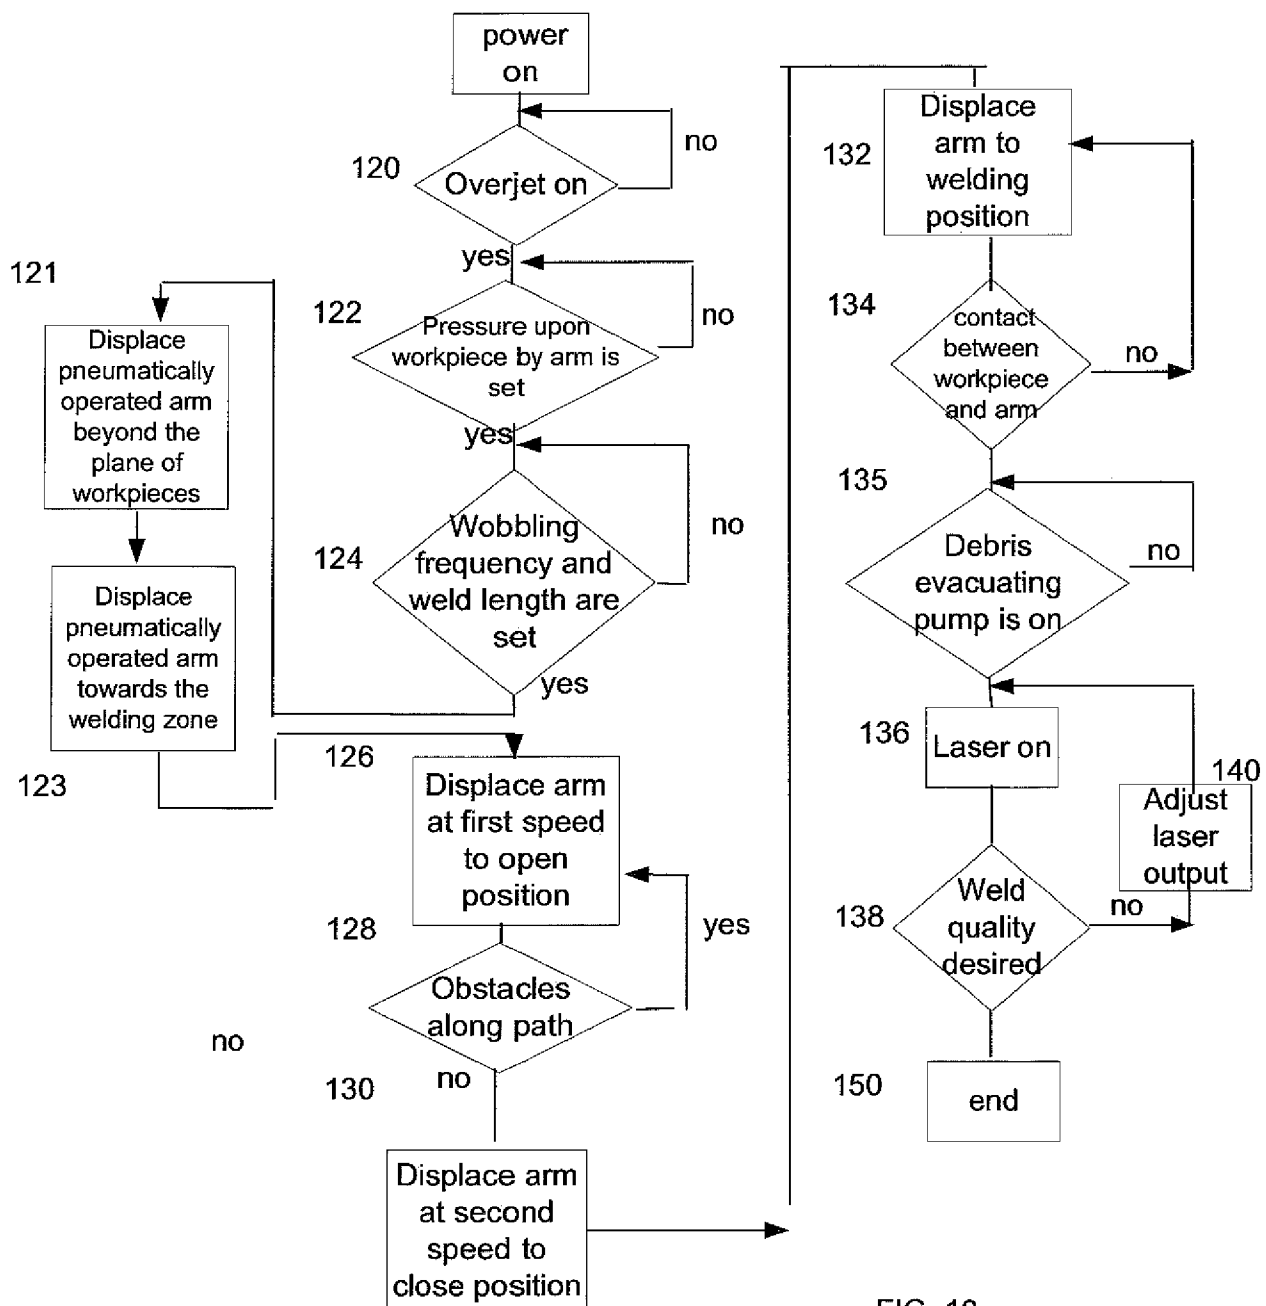 power
on
no
120
Overjet on
yes
121
122
no
Pressure upon
workpiece by arm is
set
yes
Displace
pneumatically
operated arm
beyond the
plane of
workpieces
no
124
Wobbling
frequency and
weld length are
set
yes
Displace
pneumatically
operated arm
towards the
welding zone
123
126
Displace arm
at first speed
to open
position
128
yes
Obstacles
along path
no
no
130
Displace arm
at second
speed to
close position
132
Displace
arm to
welding
position
134
contact
between
workpiece
and arm
no
135
Debris
evacuating
pump is on
no
136
Laser on
140
Adjust
laser
output
138
Weld
quality
desired
no
150
end